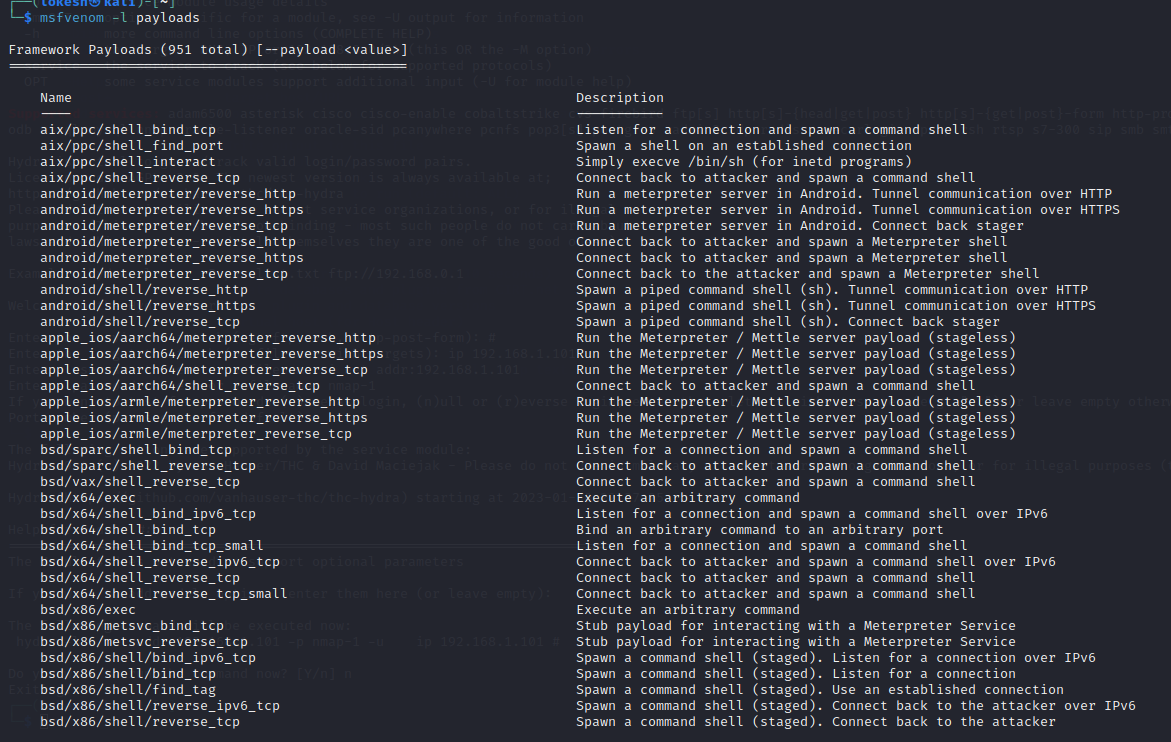 (lokesh㉿kali)-[~]
$ msfvenom -l payloads
Framework Payloads (951 total) [--payload <value>]
Name Description
aix/ppc/shell_bind_tcp Listen for a connection and spawn a command shell
aix/ppc/shell_find_port Spawn a shell on an established connection
aix/ppc/shell_interact Simply execve /bin/sh (for inetd programs)
aix/ppc/shell_reverse_tcp Connect back to attacker and spawn a command shell
android/meterpreter/reverse_http Run a meterpreter server in Android. Tunnel communication over HTTP
android/meterpreter/reverse_https Run a meterpreter server in Android. Tunnel communication over HTTPS
android/meterpreter/reverse_tcp Run a meterpreter server in Android. Connect back stager
android/meterpreter_reverse_http Connect back to attacker and spawn a Meterpreter shell
android/meterpreter_reverse_https Connect back to attacker and spawn a Meterpreter shell
android/meterpreter_reverse_tcp Connect back to the attacker and spawn a Meterpreter shell
android/shell/reverse_http Spawn a piped command shell (sh). Tunnel communication over HTTP
android/shell/reverse_https Spawn a piped command shell (sh). Tunnel communication over HTTPS
android/shell/reverse_tcp Spawn a piped command shell (sh). Connect back stager
apple_ios/aarch64/meterpreter_reverse_http Run the Meterpreter / Mettle server payload (stageless)
apple_ios/aarch64/meterpreter_reverse_https Run the Meterpreter / Mettle server payload (stageless)
apple_ios/aarch64/meterpreter_reverse_tcp Run the Meterpreter / Mettle server payload (stageless)
apple_ios/aarch64/shell_reverse_tcp Connect back to attacker and spawn a command shell
apple_ios/armle/meterpreter_reverse_http Run the Meterpreter / Mettle server payload (stageless)
apple_ios/armle/meterpreter_reverse_https Run the Meterpreter / Mettle server payload (stageless)
apple_ios/armle/meterpreter_reverse_tcp Run the Meterpreter / Mettle server payload (stageless)
bsd/sparc/shell_bind_tcp Listen for a connection and spawn a command shell
bsd/sparc/shell_reverse_tcp Connect back to attacker and spawn a command shell
bsd/vax/shell_reverse_tcp Connect back to attacker and spawn a command shell
bsd/x64/exec Execute an arbitrary command
bsd/x64/shell_bind_ipv6_tcp Listen for a connection and spawn a command shell over IPv6
bsd/x64/shell_bind_tcp Bind an arbitrary command to an arbitrary port
bsd/x64/shell_bind_tcp_small Listen for a connection and spawn a command shell
bsd/x64/shell_reverse_ipv6_tcp Connect back to attacker and spawn a command shell over IPv6
bsd/x64/shell_reverse_tcp Connect back to attacker and spawn a command shell
bsd/x64/shell_reverse_tcp_small Connect back to attacker and spawn a command shell
bsd/x86/exec Execute an arbitrary command
bsd/x86/metsvc_bind_tcp Stub payload for interacting with a Meterpreter Service
bsd/x86/metsvc_reverse_tcp Stub payload for interacting with a Meterpreter Service
bsd/x86/shell/bind_ipv6_tcp Spawn a command shell (staged). Listen for a connection over IPv6
bsd/x86/shell/bind_tcp Spawn a command shell (staged). Listen for a connection
bsd/x86/shell/find_tag Spawn a command shell (staged). Use an established connection
bsd/x86/shell/reverse_ipv6_tcp Spawn a command shell (staged). Connect back to the attacker over IPv6
bsd/x86/shell/reverse_tcp Spawn a command shell (staged). Connect back to the attacker